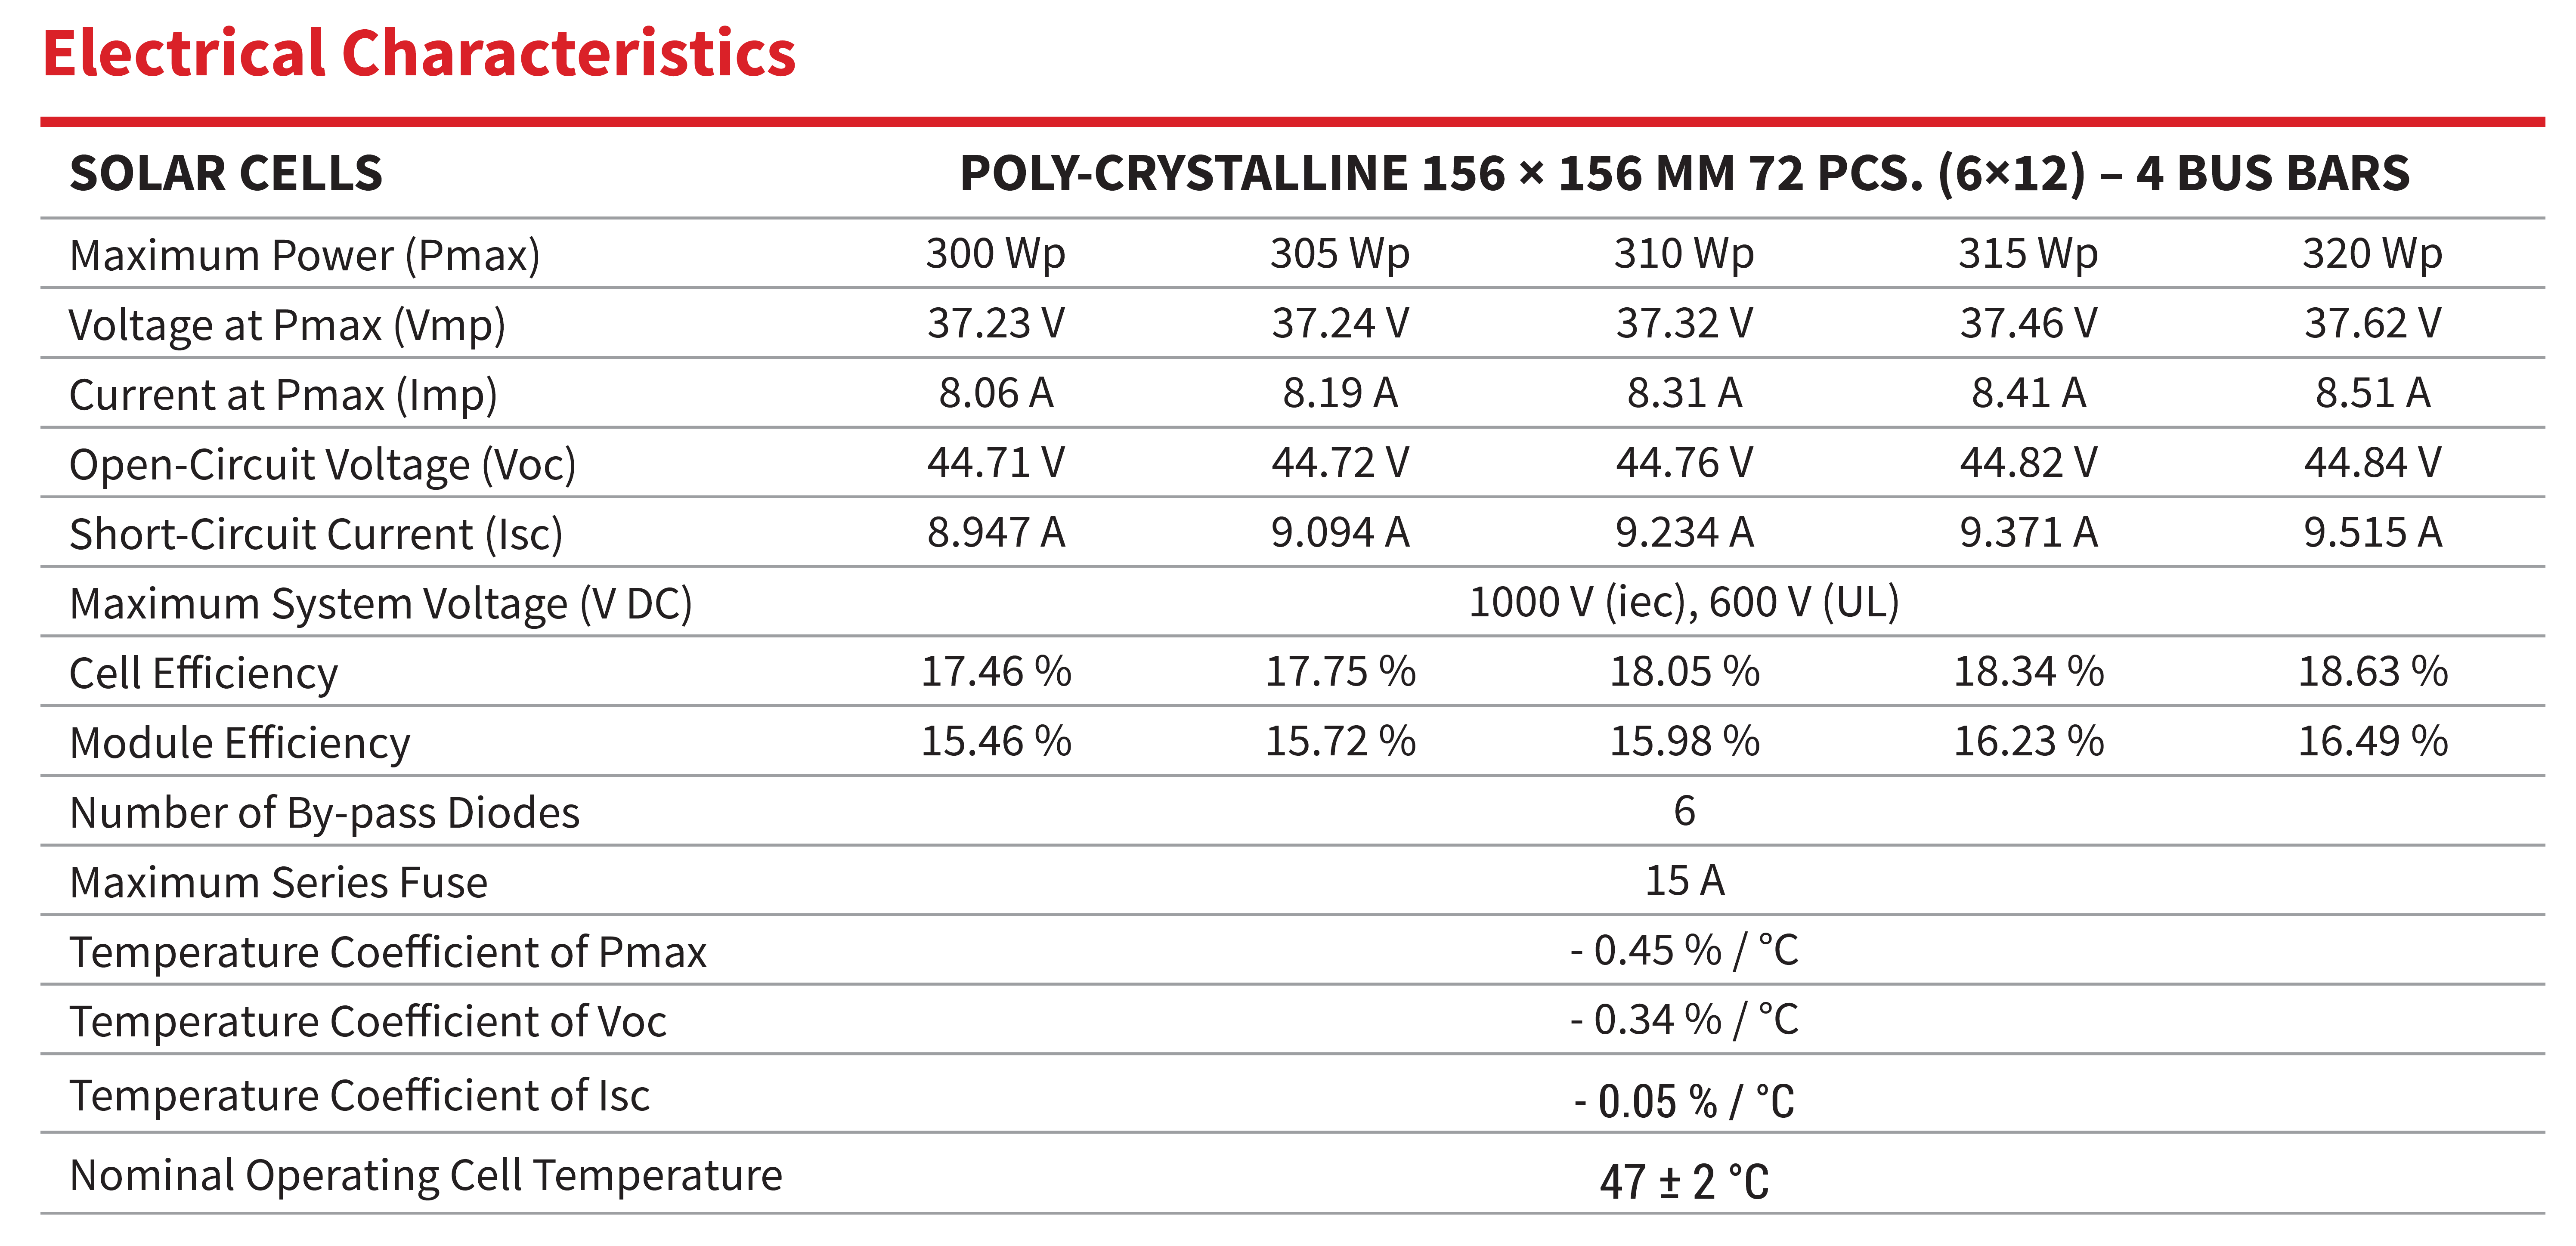 Electrical Characteristics
SOLAR CELLS POLY-CRYSTALLINE 156 × 156 MM 72 PCS. (6×12) – 4 BUS BARS
Maximum Power (Pmax) 300 Wp 305 Wp 310 Wp 315 Wp 320 Wp
Voltage at Pmax (Vmp) 37.23 V 37.24 V 37.32 V 37.46 V 37.62 V
Current at Pmax (Imp) 8.06 A 8.19 A 8.31 A 8.41 A 8.51 A
Open-Circuit Voltage (Voc) 44.71 V 44.72 V 44.76 V 44.82 V 44.84 V
Short-Circuit Current (Isc) 8.947 A 9.094 A 9.234 A 9.371 A 9.515 A
Maximum System Voltage (V DC) 1000 V (iec), 600 V (UL)
Cell Efficiency 17.46 % 17.75 % 18.05 % 18.34 % 18.63 %
Module Efficiency 15.46 % 15.72 % 15.98 % 16.23 % 16.49 %
Number of By-pass Diodes 6
Maximum Series Fuse 15 A
Temperature Coefficient of Pmax - 0.45 % / °C
Temperature Coefficient of Voc - 0.34 % / °C
Temperature Coefficient of Isc - 0.05 % / °C
Nominal Operating Cell Temperature 47 ± 2 °C